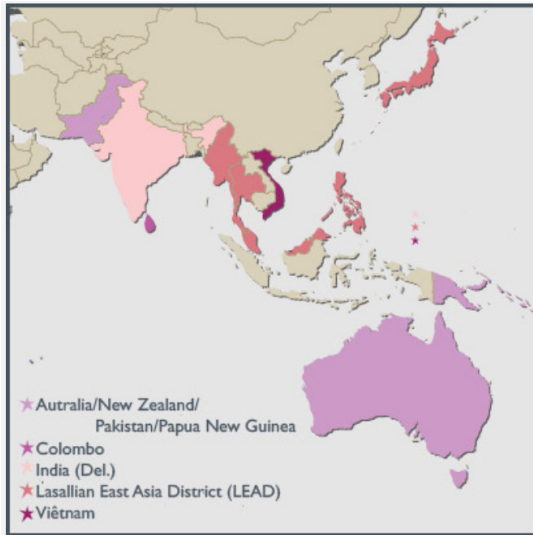 Autralia/New Zealand/
Pakistan/Papua New Guinea
Colombo
India (Del.)
Lasallian East Asia District (LEAD)
Viêtnam